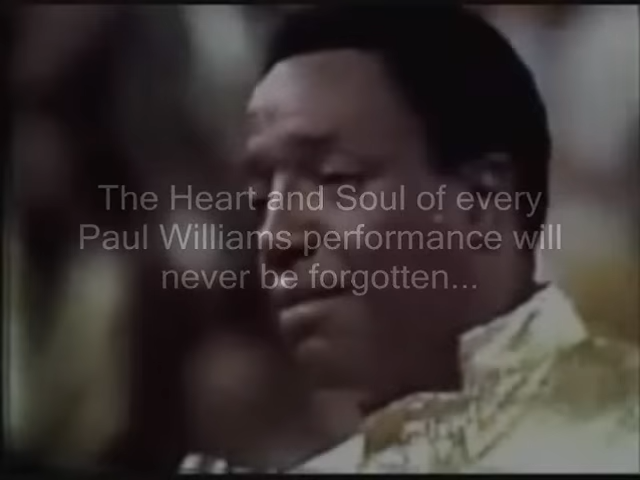 The Heart and Soul of every
Paul Williams performance will
never be forgotten...